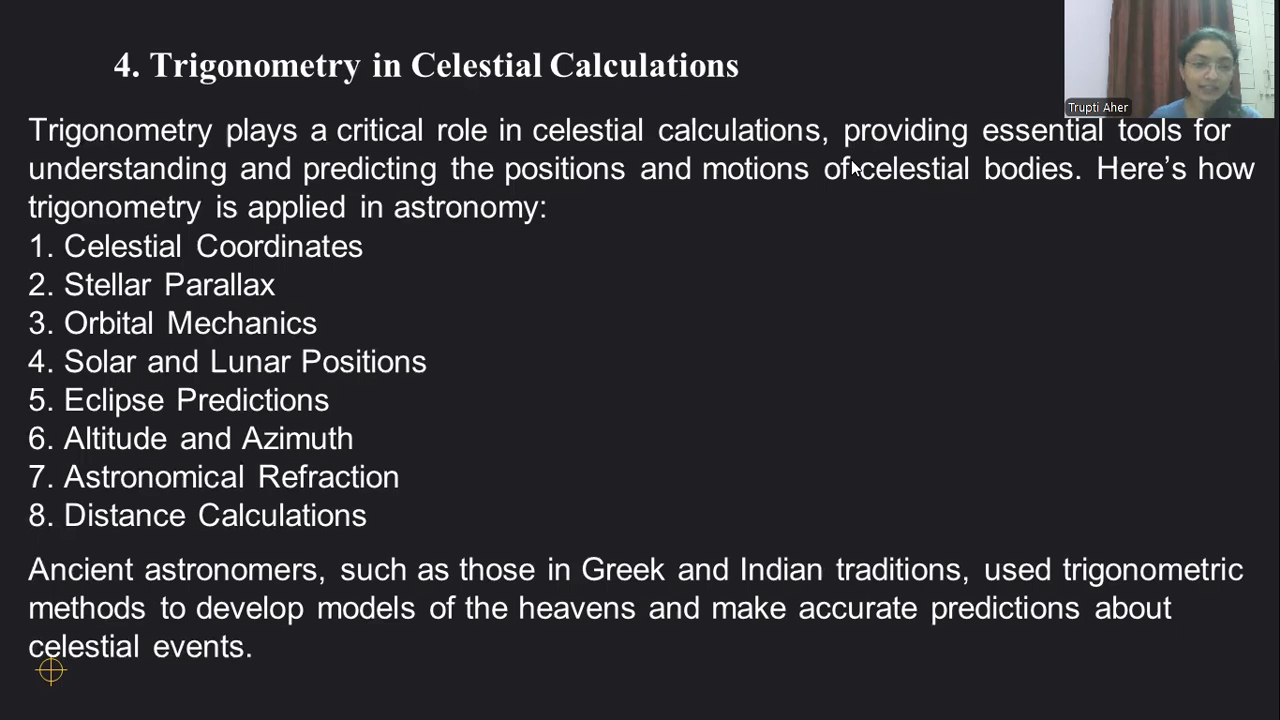 4. Trigonometry in Celestial Calculations
Trupti Aher
Trigonometry plays a critical role in celestial calculations, providing essential tools for
understanding and predicting the positions and motions of celestial bodies. Here’s how
trigonometry is applied in astronomy:
1. Celestial Coordinates
2. Stellar Parallax
3. Orbital Mechanics
4. Solar and Lunar Positions
5. Eclipse Predictions
6. Altitude and Azimuth
7. Astronomical Refraction
8. Distance Calculations
Ancient astronomers, such as those in Greek and Indian traditions, used trigonometric
methods to develop models of the heavens and make accurate predictions about
celestial events.